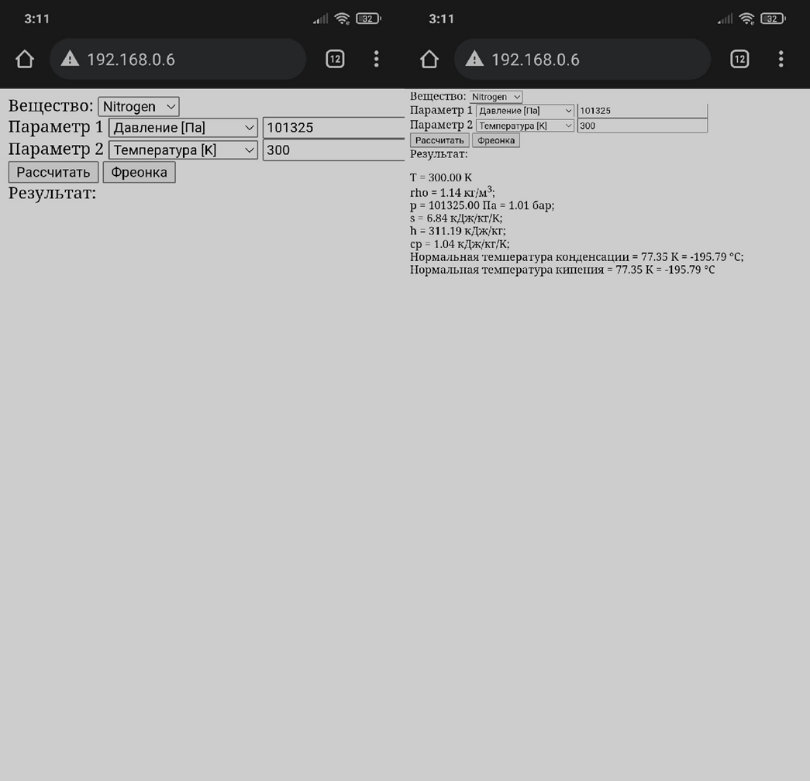 3:11
32
192.168.0.6
12
Вещество: Nitrogen
Параметр 1 Давление [Па] 101325
Параметр 2 Температура [K] 300
Рассчитать Фреонка
Результат:
3:11
32
192.168.0.6
12
Вещество: Nitrogen
Параметр 1 Давление [Па] 101325
Параметр 2 Температура [K] 300
Рассчитать Фреонка
Результат:
T = 300.00 К
rho = 1.14 кг/м³;
p = 101325.00 Па = 1.01 бар;
s = 6.84 кДж/кг/К;
h = 311.19 кДж/кг;
cp = 1.04 кДж/кг/К;
Нормальная температура конденсации = 77.35 К = -195.79 °C;
Нормальная температура кипения = 77.35 К = -195.79 °C